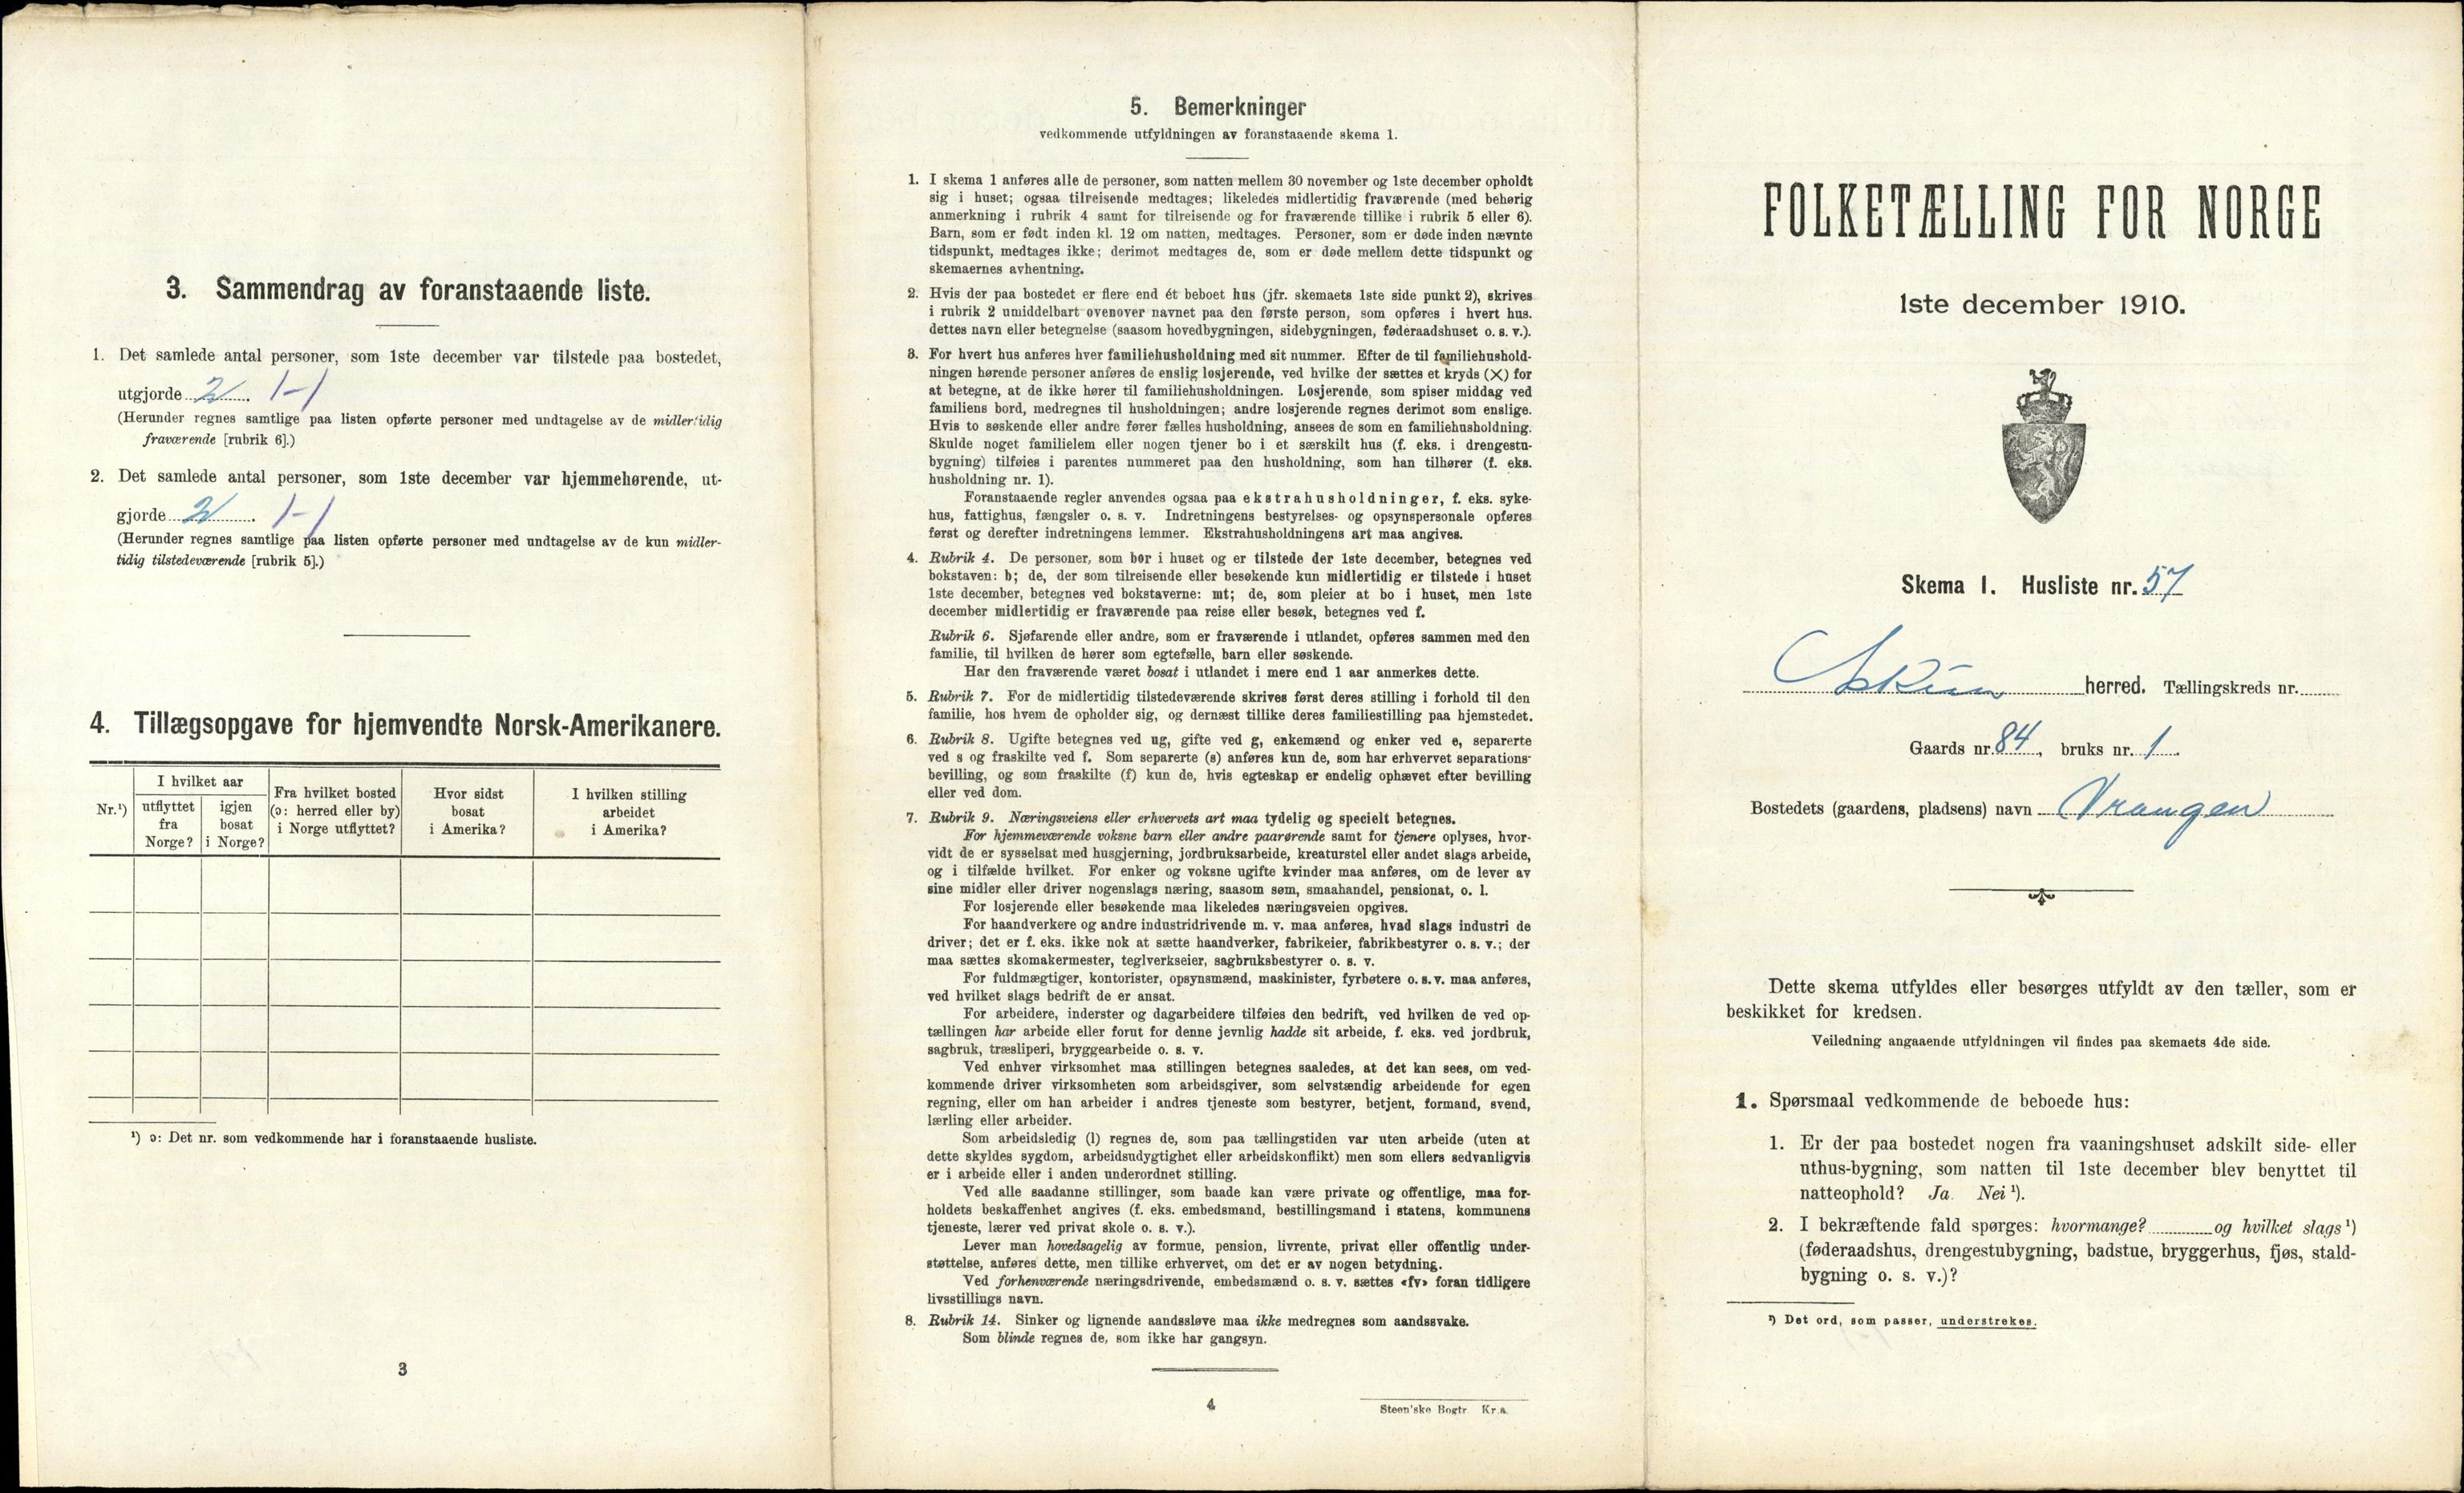 3. Sammendrag av foranstaaende liste.
1. Det samlede antal personer, som 1ste december var tilstede paa bostedet,
utgjorde 2. 1-1
(Herunder regnes samtlige paa listen opførte personer med undtagelse av de midlertidig
fraværende [rubrik 6].)
2. Det samlede antal personer, som 1ste december var hjemmehørende, ut-
gjorde 2. 1-1
(Herunder regnes samtlige paa listen opførte personer med undtagelse av de kun midler-
tidig tilstedeværende [rubrik 5].)
4. Tillægsopgave for hjemvendte Norsk-Amerikanere.
Nr.¹)
I hvilket aar
utflyttet
fra
Norge?
igjen
bosat
i Norge?
Fra hvilket bosted
(ɔ: herred eller by)
i Norge utflyttet?
Hvor sidst
bosat
i Amerika?
I hvilken stilling
arbeidet
i Amerika?
¹) ɔ: Det nr. som vedkommende har i foranstaaende husliste.
3
5. Bemerkninger
vedkommende utfyldningen av foranstaaende skema 1.
1. I skema 1 anføres alle de personer, som natten mellem 30 november og 1ste december opholdt
sig i huset; ogsaa tilreisende medtages; likeledes midlertidig fraværende (med behørig
anmerkning i rubrik 4 samt for tilreisende og for fraværende tillike i rubrik 5 eller 6).
Barn, som er født inden kl. 12 om natten, medtages. Personer, som er døde inden nævnte
tidspunkt, medtages ikke; derimot medtages de, som er døde mellem dette tidspunkt og
skemaernes avhentning.
2. Hvis der paa bostedet er flere end ét beboet hus (jfr. skemaets 1ste side punkt 2), skrives
i rubrik 2 umiddelbart ovenover navnet paa den første person, som opføres i hvert hus.
dettes navn eller betegnelse (saasom hovedbygningen, sidebygningen, føderaadshuset o. s. v.).
3. For hvert hus anføres hver familiehusholdning med sit nummer. Efter de til familiehushold-
ningen hørende personer anføres de enslig losjerende, ved hvilke der sættes et kryds (×) for
at betegne, at de ikke hører til familiehusholdningen. Losjerende, som spiser middag ved
familiens bord, medregnes til husholdningen; andre losjerende regnes derimot som enslige.
Hvis to søskende eller andre fører fælles husholdning, ansees de som en familiehusholdning.
Skulde noget familielem eller nogen tjener bo i et særskilt hus (f. eks. i drengestu-
bygning) tilføies i parentes nummeret paa den husholdning, som han tilhører (f. eks.
husholdning nr. 1).
Foranstaaende regler anvendes ogsaa paa ekstrahusholdninger, f. eks. syke-
hus, fattighus, fængsler o. s. v. Indretningens bestyrelses- og opsynspersonale opføres
først og derefter indretningens lemmer. Ekstrahusholdningens art maa angives.
4. Rubrik 4. De personer, som bor i huset og er tilstede der 1ste december, betegnes ved
bokstaven: b; de, der som tilreisende eller besøkende kun midlertidig er tilstede i huset
1ste december, betegnes ved bokstaverne: mt; de, som pleier at bo i huset, men 1ste
december midlertidig er fraværende paa reise eller besøk, betegnes ved f.
Rubrik 6. Sjøfarende eller andre, som er fraværende i utlandet, opføres sammen med den
familie, til hvilken de hører som egtefælle, barn eller søskende.
Har den fraværende været bosat i utlandet i mere end 1 aar anmerkes dette.
5. Rubrik 7. For de midlertidig tilstedeværende skrives først deres stilling i forhold til den
familie, hos hvem de opholder sig, og dernæst tillike deres familiestilling paa hjemstedet.
6. Rubrik 8. Ugifte betegnes ved ug, gifte ved g, enkemænd og enker ved e, separerte
ved s og fraskilte ved f. Som separerte (s) anføres kun de, som har erhvervet separations-
bevilling, og som fraskilte (f) kun de, hvis egteskap er endelig ophævet efter bevilling
eller ved dom.
7. Rubrik 9. Næringsveiens eller erhvervets art maa tydelig og specielt betegnes.
For hjemmeværende voksne barn eller andre paarørende samt for tjenere oplyses, hvor-
vidt de er sysselsat med husgjerning, jordbruksarbeide, kreaturstel eller andet slags arbeide,
og i tilfælde hvilket. For enker og voksne ugifte kvinder maa anføres, om de lever av
sine midler eller driver nogenslags næring, saasom søm, smaahandel, pensionat, o. l.
For losjerende eller besøkende maa likeledes næringsveien opgives.
For haandverkere og andre industridrivende m. v. maa anføres, hvad slags industri de
driver; det er f. eks. ikke nok at sætte haandverker, fabrikeier, fabrikbestyrer o. s. v.; der
maa sættes skomakermester, teglverkseier, sagbruksbestyrer o. s. v.
For fuldmægtiger, kontorister, opsynsmænd, maskinister, fyrbøtere o. s. v. maa anføres,
ved hvilket slags bedrift de er ansat.
For arbeidere, inderster og dagarbeidere tilføies den bedrift, ved hvilken de ved op-
tællingen har arbeide eller forut for denne jevnlig hadde sit arbeide, f. eks. ved jordbruk,
sagbruk, træsliperi, bryggearbeide o. s. v.
Ved enhver virksomhet maa stillingen betegnes saaledes, at det kan sees, om ved-
kommende driver virksomheten som arbeidsgiver, som selvstændig arbeidende for egen
regning, eller om han arbeider i andres tjeneste som bestyrer, betjent, formand, svend,
lærling eller arbeider.
Som arbeidsledig (l) regnes de, som paa tællingstiden var uten arbeide (uten at
dette skyldes sygdom, arbeidsudygtighet eller arbeidskonflikt) men som ellers sedvanligvis
er i arbeide eller i anden underordnet stilling.
Ved alle saadanne stillinger, som baade kan være private og offentlige, maa for-
holdets beskaffenhet angives (f. eks. embedsmand, bestillingsmand i statens, kommunens
tjeneste, lærer ved privat skole o. s. v.).
Lever man hovedsagelig av formue, pension, livrente, privat eller offentlig under-
støttelse, anføres dette, men tillike erhvervet, om det er av nogen betydning.
Ved forhenværende næringsdrivende, embedsmænd o. s. v. sættes «fv» foran tidligere
livsstillings navn.
8. Rubrik 14. Sinker og lignende aandssløve maa ikke medregnes som aandssvake.
Som blinde regnes de, som ikke har gangsyn.
4
Steen'ske Bogtr. Kr.a.
FOLKETÆLLING FOR NORGE
1ste december 1910.
Skema 1. Husliste nr. 57
Askim herred. Tællingskreds nr.
Gaards nr. 84, bruks nr. 1.
Bostedets (gaardens, pladsens) navn Vrangen
Dette skema utfyldes eller besørges utfyldt av den tæller, som er
beskikket for kredsen.
Veiledning angaaende utfyldningen vil findes paa skemaets 4de side.
1. Spørsmaal vedkommende de beboede hus:
1. Er der paa bostedet nogen fra vaaningshuset adskilt side- eller
uthus-bygning, som natten til 1ste december blev benyttet til
natteophold? Ja. Nei ¹).
2. I bekræftende fald spørges: hvormange? og hvilket slags ¹)
(føderaadshus, drengestubygning, badstue, bryggerhus, fjøs, stald-
bygning o. s. v.)?
¹) Det ord, som passer, understrekes.